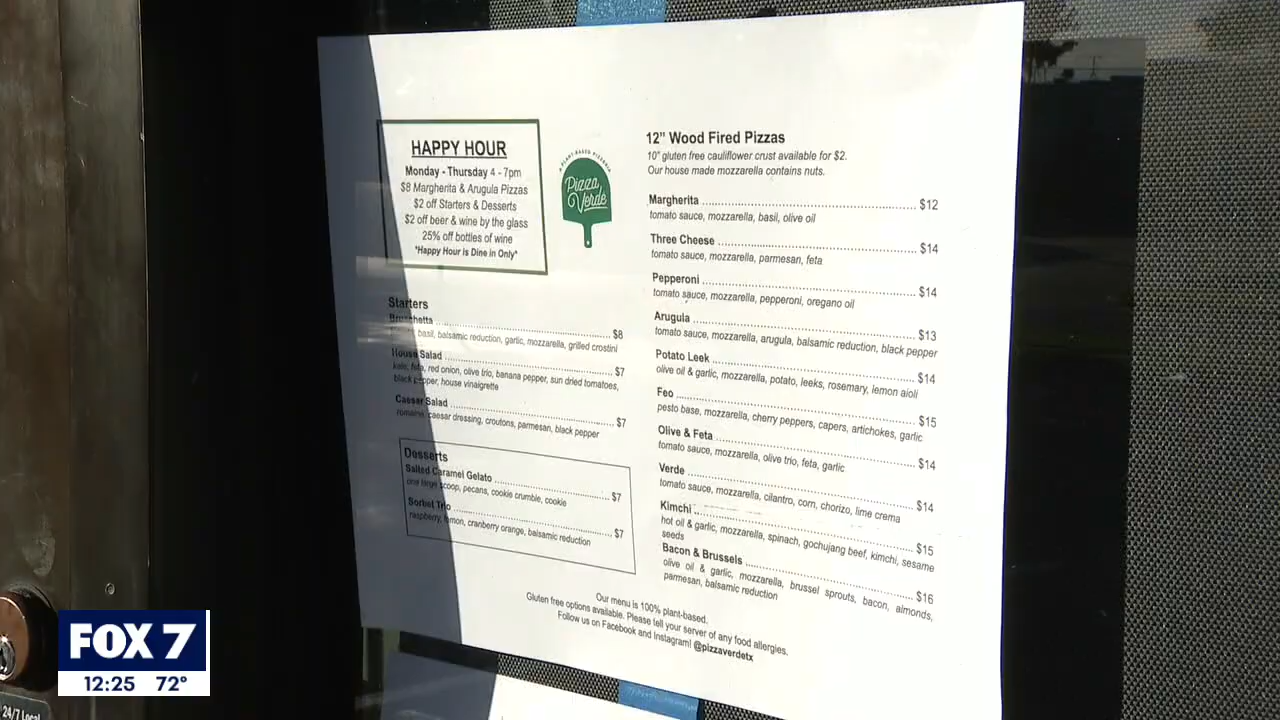 HAPPY HOUR
Monday - Thursday 4 - 7pm
$8 Margherita & Arugula Pizzas
$2 off Starters & Desserts
$2 off beer & wine by the glass
25% off bottles of wine
*Happy Hour is Dine in Only*
A PLANT-BASED PIZZERIA
Pizza
Verde
Starters
Bruschetta ........ $8
basil, balsamic reduction, garlic, mozzarella, grilled crostini
House Salad ........ $7
kale, feta, red onion, olive trio, banana pepper, sun dried tomatoes,
black pepper, house vinaigrette
Caesar Salad ........ $7
romaine, caesar dressing, croutons, parmesan, black pepper
Desserts
Salted Caramel Gelato ........ $7
one large scoop, pecans, cookie crumble, cookie
Sorbet Trio ........ $7
raspberry, lemon, cranberry orange, balsamic reduction
12” Wood Fired Pizzas
10” gluten free cauliflower crust available for $2.
Our house made mozzarella contains nuts.
Margherita ........ $12
tomato sauce, mozzarella, basil, olive oil
Three Cheese ........ $14
tomato sauce, mozzarella, parmesan, feta
Pepperoni ........ $14
tomato sauce, mozzarella, pepperoni, oregano oil
Arugula ........ $13
tomato sauce, mozzarella, arugula, balsamic reduction, black pepper
Potato Leek ........ $14
olive oil & garlic, mozzarella, potato, leeks, rosemary, lemon aioli
Feo ........ $15
pesto base, mozzarella, cherry peppers, capers, artichokes, garlic
Olive & Feta ........ $14
tomato sauce, mozzarella, olive trio, feta, garlic
Verde ........ $14
tomato sauce, mozzarella, cilantro, corn, chorizo, lime crema
Kimchi ........ $15
hot oil & garlic, mozzarella, spinach, gochujang beef, kimchi, sesame
seeds
Bacon & Brussels ........ $16
olive oil & garlic, mozzarella, brussel sprouts, bacon, almonds,
parmesan, balsamic reduction
Our menu is 100% plant-based.
Gluten free options available. Please tell your server of any food allergies.
Follow us on Facebook and Instagram! @pizzaverdetx
FOX 7
12:25 72°
24/7 Local